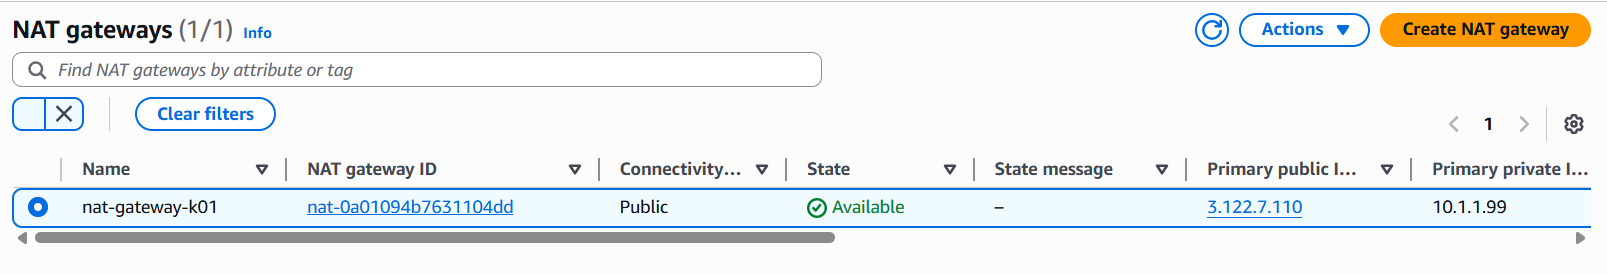 NAT gateways (1/1) Info
Actions
Create NAT gateway
Find NAT gateways by attribute or tag
Clear filters
1
Name NAT gateway ID Connectivity... State State message Primary public I... Primary private I...
nat-gateway-k01 nat-0a01094b7631104dd Public Available – 3.122.7.110 10.1.1.99